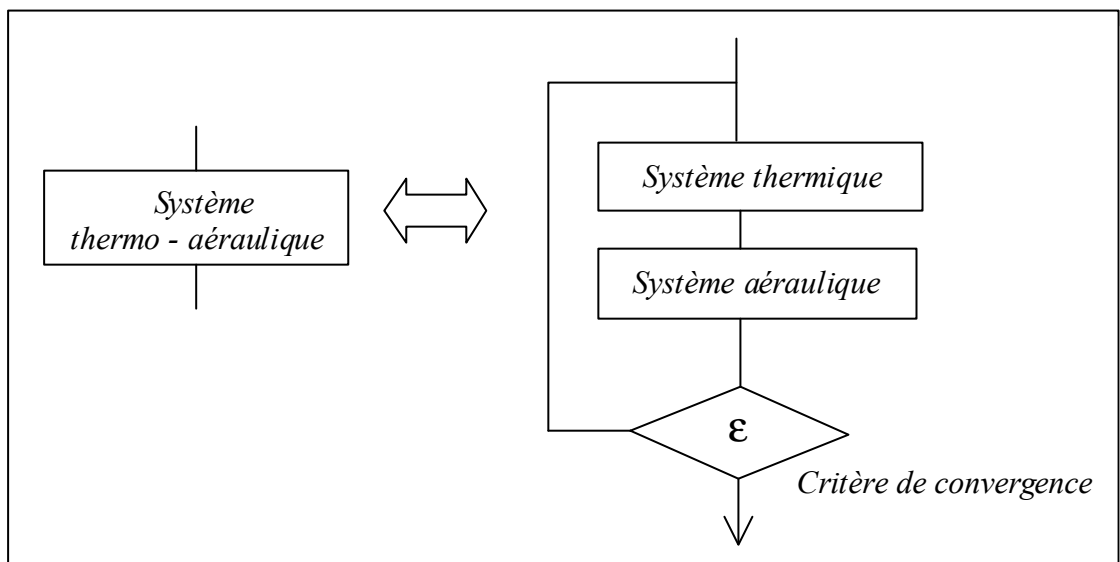 Système
thermo - aéraulique
Système thermique
Système aéraulique
ε
Critère de convergence